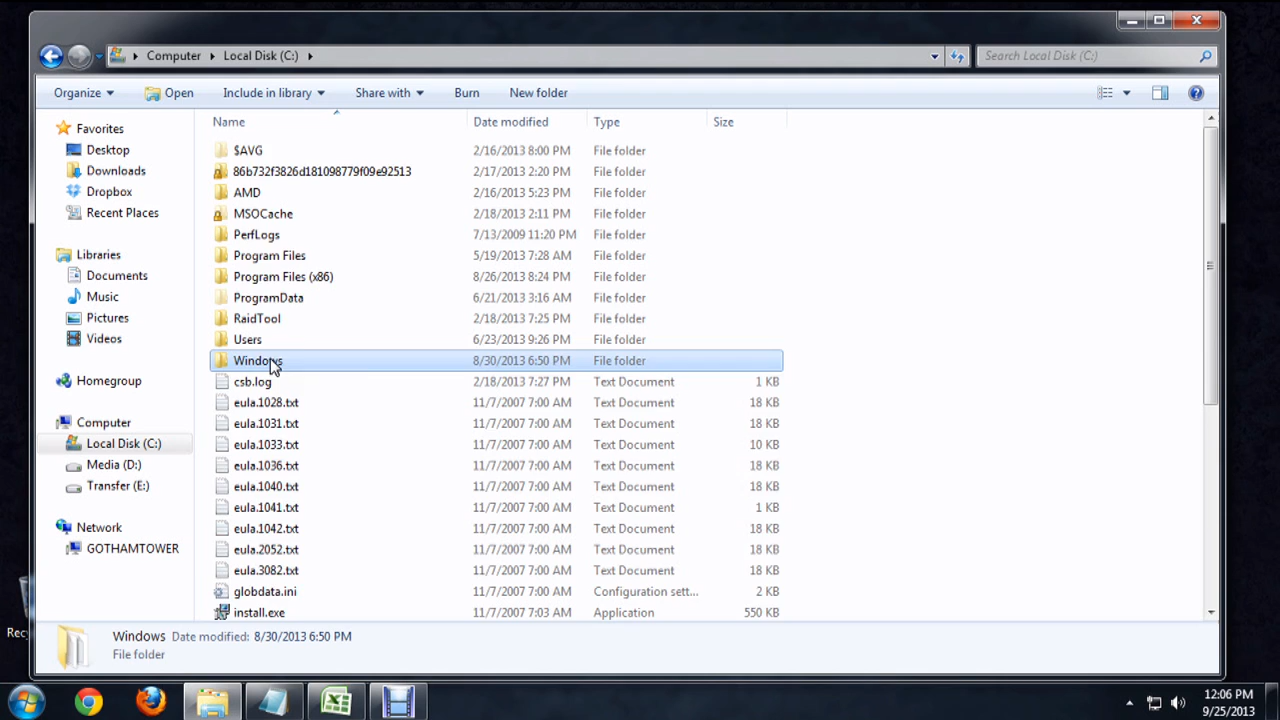 Computer Local Disk (C:) Search Local Disk (C:)
Organize Open Include in library Share with Burn New folder
Name Date modified Type Size
Favorites
Desktop
Downloads
Dropbox
Recent Places
Libraries
Documents
Music
Pictures
Videos
Homegroup
Computer
Local Disk (C:)
Media (D:)
Transfer (E:)
Network
GOTHAMTOWER
$AVG 2/16/2013 8:00 PM File folder
86b732f3826d181098779f09e92513 2/17/2013 2:20 PM File folder
AMD 2/16/2013 5:23 PM File folder
MSOCache 2/18/2013 2:11 PM File folder
PerfLogs 7/13/2009 11:20 PM File folder
Program Files 5/19/2013 7:28 AM File folder
Program Files (x86) 8/26/2013 8:24 PM File folder
ProgramData 6/21/2013 3:16 AM File folder
RaidTool 2/18/2013 7:25 PM File folder
Users 6/23/2013 9:26 PM File folder
Windows 8/30/2013 6:50 PM File folder
csb.log 2/18/2013 7:27 PM Text Document 1 KB
eula.1028.txt 11/7/2007 7:00 AM Text Document 18 KB
eula.1031.txt 11/7/2007 7:00 AM Text Document 18 KB
eula.1033.txt 11/7/2007 7:00 AM Text Document 10 KB
eula.1036.txt 11/7/2007 7:00 AM Text Document 18 KB
eula.1040.txt 11/7/2007 7:00 AM Text Document 18 KB
eula.1041.txt 11/7/2007 7:00 AM Text Document 1 KB
eula.1042.txt 11/7/2007 7:00 AM Text Document 18 KB
eula.2052.txt 11/7/2007 7:00 AM Text Document 18 KB
eula.3082.txt 11/7/2007 7:00 AM Text Document 18 KB
globdata.ini 11/7/2007 7:00 AM Configuration sett... 2 KB
install.exe 11/7/2007 7:03 AM Application 550 KB
Windows Date modified: 8/30/2013 6:50 PM
File folder
Recy
12:06 PM
9/25/2013